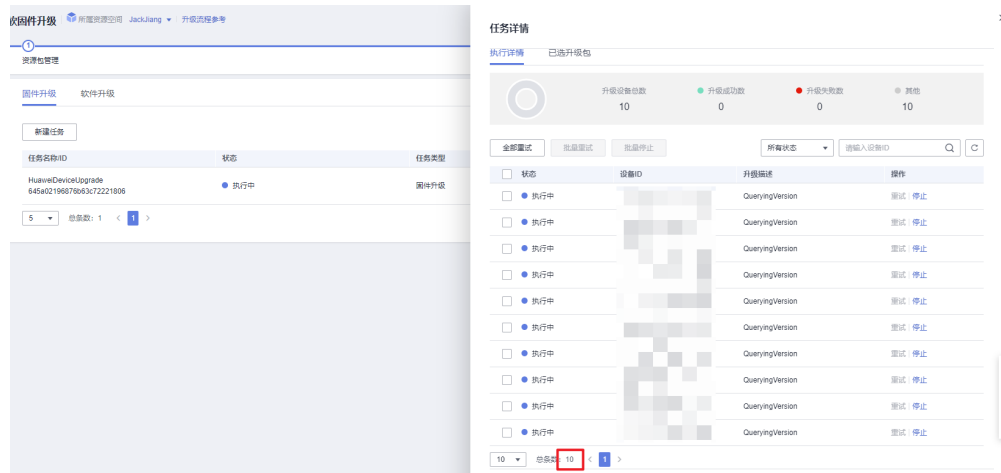 软固件升级 所属资源空间 JackJiang 升级流程参考
1
资源包管理
固件升级 软件升级
新建任务
任务名称/ID 状态 任务类型
HuaweiDeviceUpgrade
645a02196876b63c72221806
执行中 固件升级
5 总条数: 1 < 1 >
任务详情
执行详情 已选升级包
升级设备总数 升级成功数 升级失败数 其他
10 0 0 10
全部重试 批量重试 批量停止 所有状态 请输入设备ID
状态 设备ID 升级描述 操作
执行中 QueryingVersion 重试 停止
执行中 QueryingVersion 重试 停止
执行中 QueryingVersion 重试 停止
执行中 QueryingVersion 重试 停止
执行中 QueryingVersion 重试 停止
执行中 QueryingVersion 重试 停止
执行中 QueryingVersion 重试 停止
执行中 QueryingVersion 重试 停止
执行中 QueryingVersion 重试 停止
执行中 QueryingVersion 重试 停止
10 总条数: 10 < 1 >